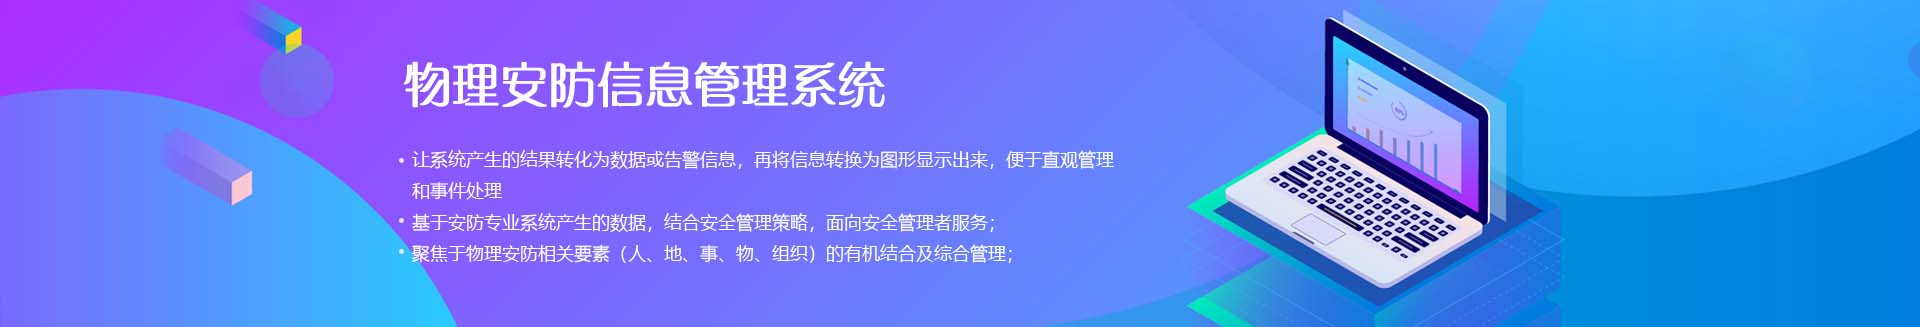 物理安防信息管理系统
• 让系统产生的结果转化为数据或告警信息，再将信息转换为图形显示出来，便于直观管理
和事件处理
• 基于安防专业系统产生的数据，结合安全管理策略，面向安全管理者服务；
• 聚焦于物理安防相关要素（人、地、事、物、组织）的有机结合及综合管理；